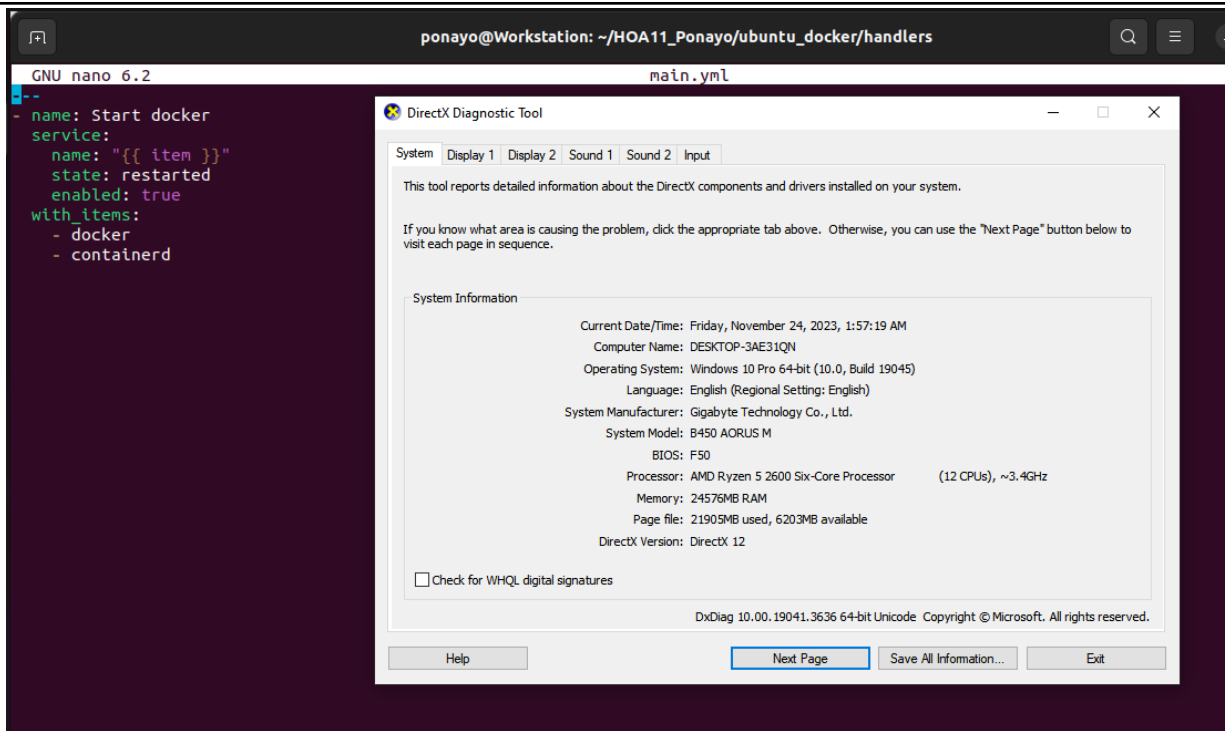 ponayo@Workstation: ~/HOA11_Ponayo/ubuntu_docker/handlers
GNU nano 6.2 main.yml
---
- name: Start docker
  service:
    name: "{{ item }}"
    state: restarted
    enabled: true
  with_items:
    - docker
    - containerd
DirectX Diagnostic Tool
System Display 1 Display 2 Sound 1 Sound 2 Input
This tool reports detailed information about the DirectX components and drivers installed on your system.
If you know what area is causing the problem, click the appropriate tab above. Otherwise, you can use the "Next Page" button below to
visit each page in sequence.
System Information
Current Date/Time: Friday, November 24, 2023, 1:57:19 AM
Computer Name: DESKTOP-3AE31QN
Operating System: Windows 10 Pro 64-bit (10.0, Build 19045)
Language: English (Regional Setting: English)
System Manufacturer: Gigabyte Technology Co., Ltd.
System Model: B450 AORUS M
BIOS: F50
Processor: AMD Ryzen 5 2600 Six-Core Processor (12 CPUs), ~3.4GHz
Memory: 24576MB RAM
Page file: 21905MB used, 6203MB available
DirectX Version: DirectX 12
Check for WHQL digital signatures
DxDiag 10.00.19041.3636 64-bit Unicode Copyright © Microsoft. All rights reserved.
Help Next Page Save All Information... Exit